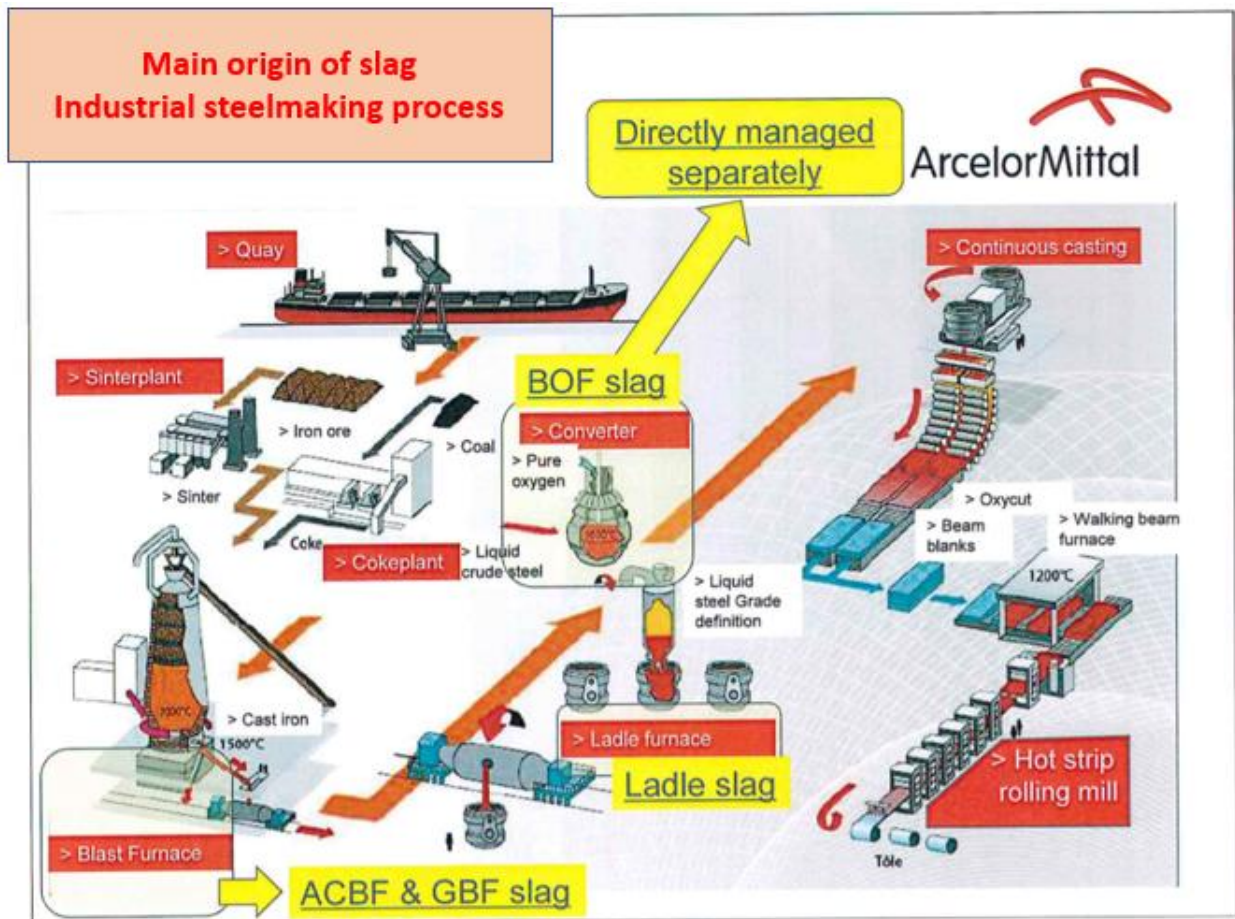 Main origin of slag
Industrial steelmaking process
Directly managed
separately
ArcelorMittal
> Quay
> Continuous casting
> Sinterplant
BOF slag
> Iron ore
> Coal
> Converter
> Pure
oxygen
> Sinter
Coke
> Cokeplant
> Liquid
crude steel
> Oxycut
> Beam
blanks
> Walking beam
furnace
1200°C
> Liquid
steel Grade
definition
> Cast iron
1500°C
> Ladle furnace
Ladle slag
> Hot strip
rolling mill
Tôle
> Blast Furnace
ACBF & GBF slag